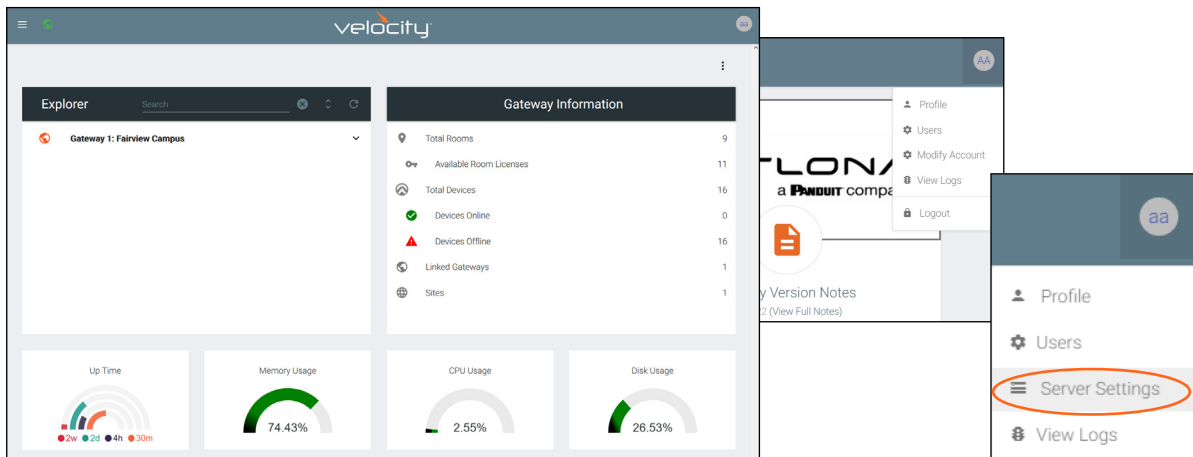 velocity
aa
Explorer
Search
Gateway 1: Fairview Campus
Gateway Information
Total Rooms 9
Available Room Licenses 11
Total Devices 16
Devices Online 0
Devices Offline 16
Linked Gateways 1
Sites 1
Up Time
2w 2d 4h 30m
Memory Usage
74.43%
CPU Usage
2.55%
Disk Usage
26.53%
AA
Profile
Users
Modify Account
View Logs
Logout
a PANDUIT compa
y Version Notes
22 (View Full Notes)
aa
Profile
Users
Server Settings
View Logs